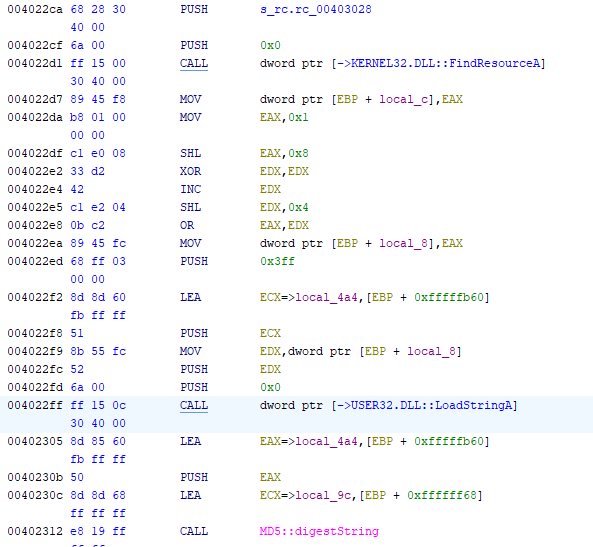 004022ca 68 28 30 PUSH s_rc.rc_00403028
40 00
004022cf 6a 00 PUSH 0x0
004022d1 ff 15 00 CALL dword ptr [->KERNEL32.DLL::FindResourceA]
30 40 00
004022d7 89 45 f8 MOV dword ptr [EBP + local_c],EAX
004022da b8 01 00 MOV EAX,0x1
00 00
004022df c1 e0 08 SHL EAX,0x8
004022e2 33 d2 XOR EDX,EDX
004022e4 42 INC EDX
004022e5 c1 e2 04 SHL EDX,0x4
004022e8 0b c2 OR EAX,EDX
004022ea 89 45 fc MOV dword ptr [EBP + local_8],EAX
004022ed 68 ff 03 PUSH 0x3ff
00 00
004022f2 8d 8d 60 LEA ECX=>local_4a4,[EBP + 0xfffffb60]
fb ff ff
004022f8 51 PUSH ECX
004022f9 8b 55 fc MOV EDX,dword ptr [EBP + local_8]
004022fc 52 PUSH EDX
004022fd 6a 00 PUSH 0x0
004022ff ff 15 0c CALL dword ptr [->USER32.DLL::LoadStringA]
30 40 00
00402305 8d 85 60 LEA EAX=>local_4a4,[EBP + 0xfffffb60]
fb ff ff
0040230b 50 PUSH EAX
0040230c 8d 8d 68 LEA ECX=>local_9c,[EBP + 0xffffff68]
ff ff ff
00402312 e8 19 ff CALL MD5::digestString